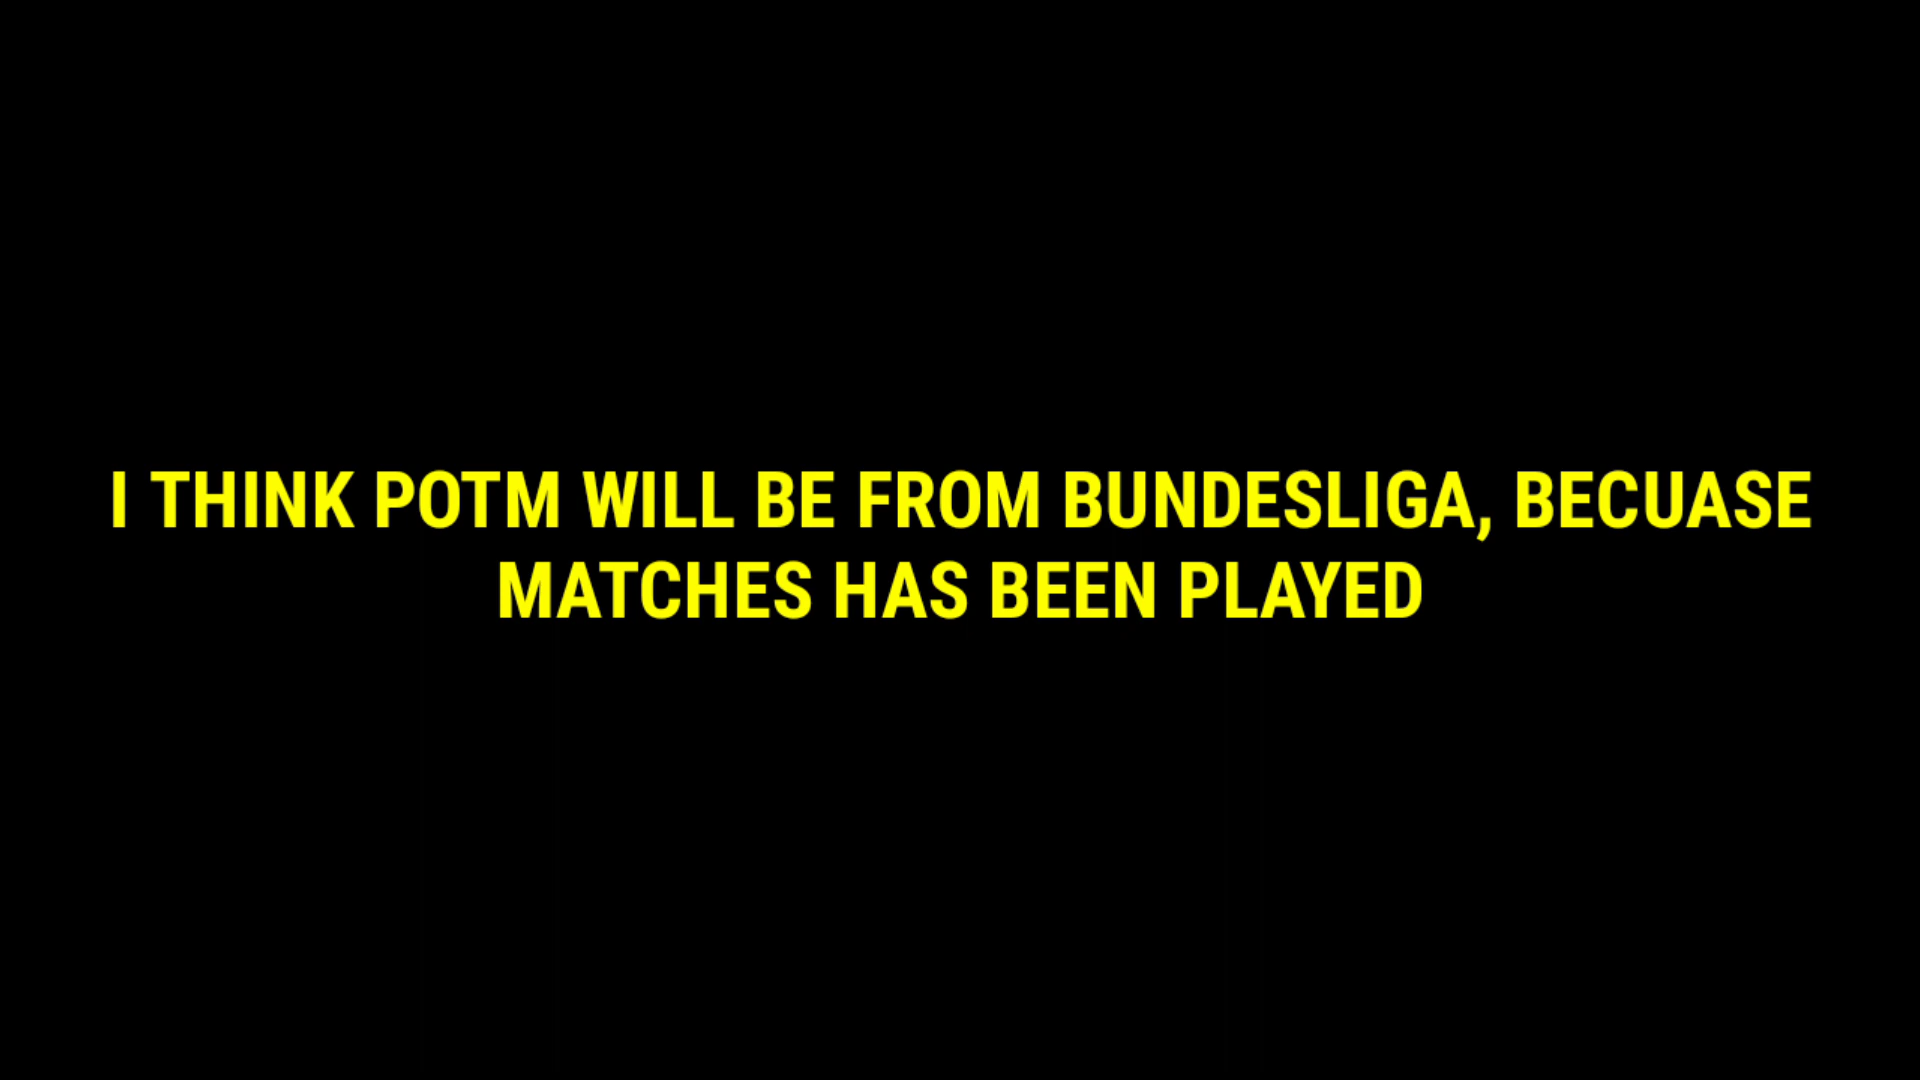 I THINK POTM WILL BE FROM BUNDESLIGA, BECUASE
MATCHES HAS BEEN PLAYED